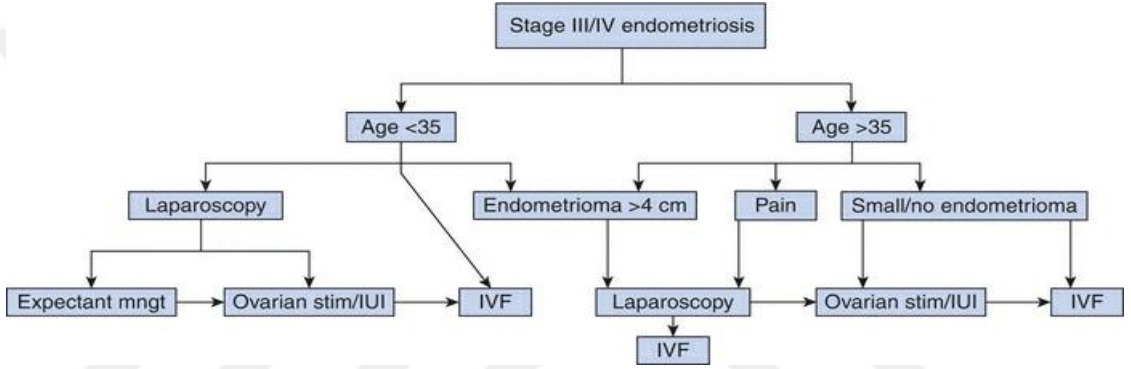 Stage III/IV endometriosis
Age <35
Age >35
Laparoscopy
Endometrioma >4 cm
Pain
Small/no endometrioma
Expectant mngt
Ovarian stim/IUI
IVF
Laparoscopy
Ovarian stim/IUI
IVF
IVF